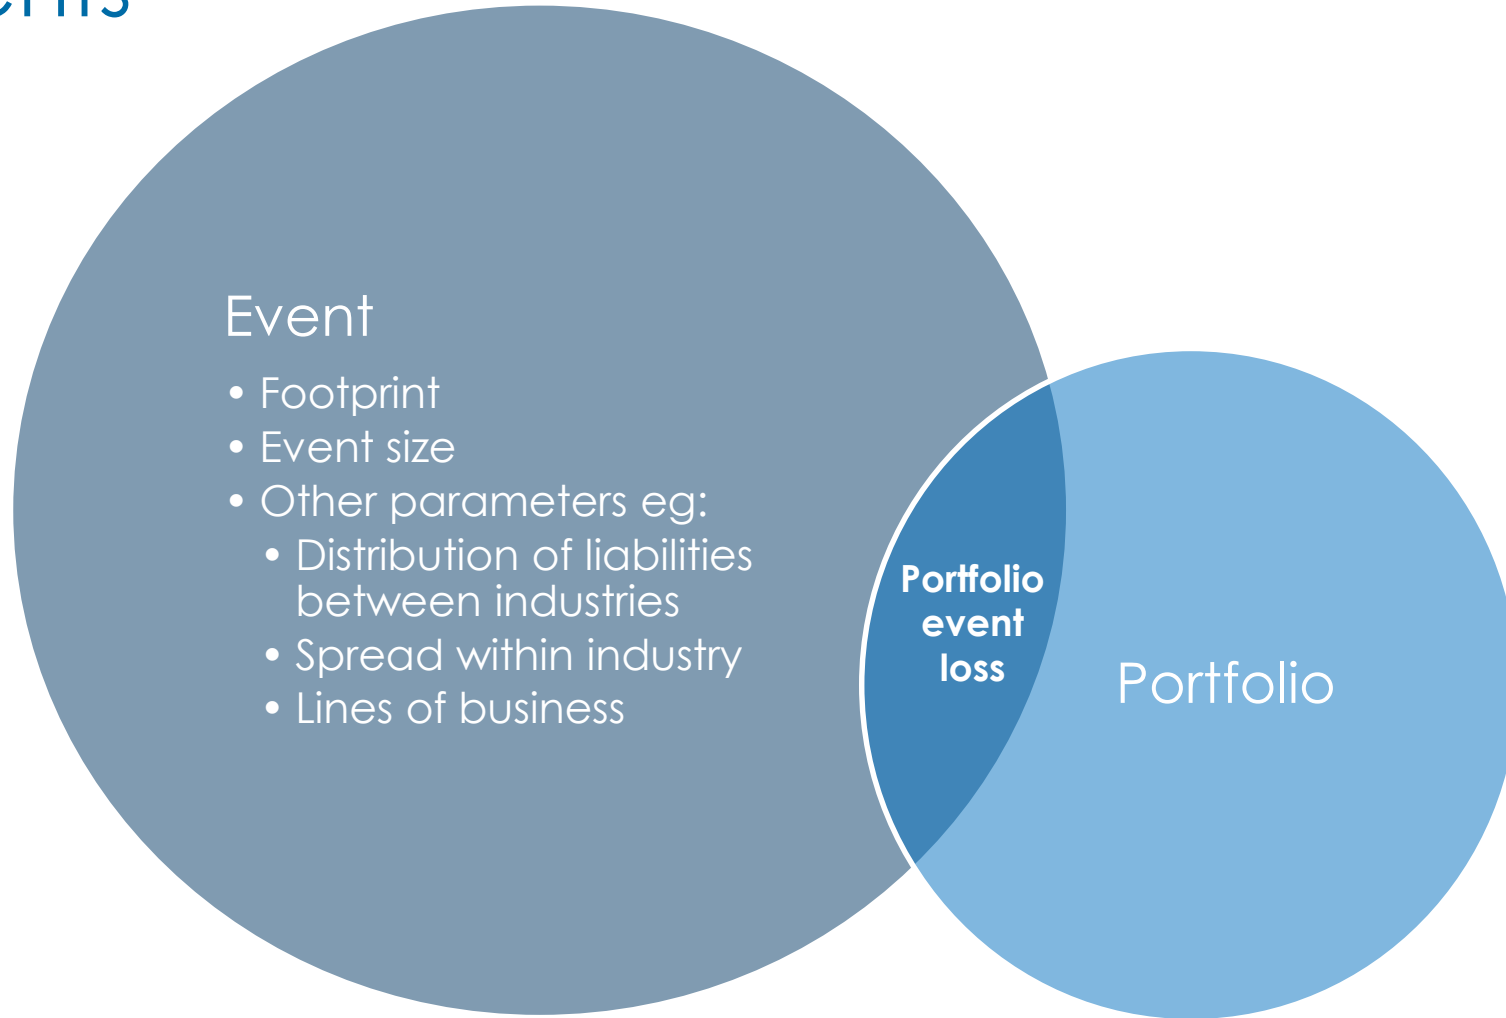 Event
• Footprint
• Event size
• Other parameters eg:
• Distribution of liabilities
between industries
• Spread within industry
• Lines of business
Portfolio
event
loss
Portfolio